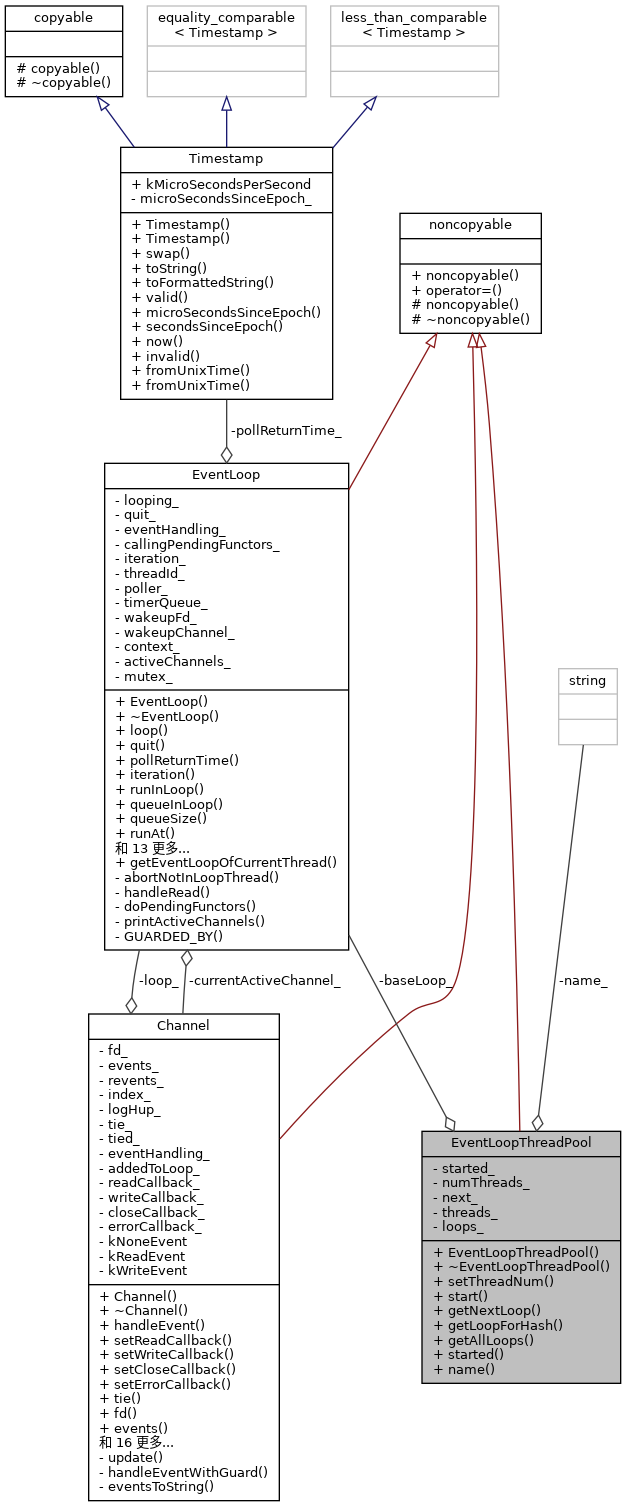 copyable
# copyable()
# ~copyable()
equality_comparable
< Timestamp >
less_than_comparable
< Timestamp >
Timestamp
+ kMicroSecondsPerSecond
- microSecondsSinceEpoch_
+ Timestamp()
+ Timestamp()
+ swap()
+ toString()
+ toFormattedString()
+ valid()
+ microSecondsSinceEpoch()
+ secondsSinceEpoch()
+ now()
+ invalid()
+ fromUnixTime()
+ fromUnixTime()
noncopyable
+ noncopyable()
+ operator=()
# noncopyable()
# ~noncopyable()
-pollReturnTime_
EventLoop
- looping_
- quit_
- eventHandling_
- callingPendingFunctors_
- iteration_
- threadId_
- poller_
- timerQueue_
- wakeupFd_
- wakeupChannel_
- context_
- activeChannels_
- mutex_
+ EventLoop()
+ ~EventLoop()
+ loop()
+ quit()
+ pollReturnTime()
+ iteration()
+ runInLoop()
+ queueInLoop()
+ queueSize()
+ runAt()
和 13 更多...
+ getEventLoopOfCurrentThread()
- abortNotInLoopThread()
- handleRead()
- doPendingFunctors()
- printActiveChannels()
- GUARDED_BY()
string
-loop_
-currentActiveChannel_
-baseLoop_
-name_
Channel
- fd_
- events_
- revents_
- index_
- logHup_
- tie_
- tied_
- eventHandling_
- addedToLoop_
- readCallback_
- writeCallback_
- closeCallback_
- errorCallback_
- kNoneEvent
- kReadEvent
- kWriteEvent
+ Channel()
+ ~Channel()
+ handleEvent()
+ setReadCallback()
+ setWriteCallback()
+ setCloseCallback()
+ setErrorCallback()
+ tie()
+ fd()
+ events()
和 16 更多...
- update()
- handleEventWithGuard()
- eventsToString()
EventLoopThreadPool
- started_
- numThreads_
- next_
- threads_
- loops_
+ EventLoopThreadPool()
+ ~EventLoopThreadPool()
+ setThreadNum()
+ start()
+ getNextLoop()
+ getLoopForHash()
+ getAllLoops()
+ started()
+ name()